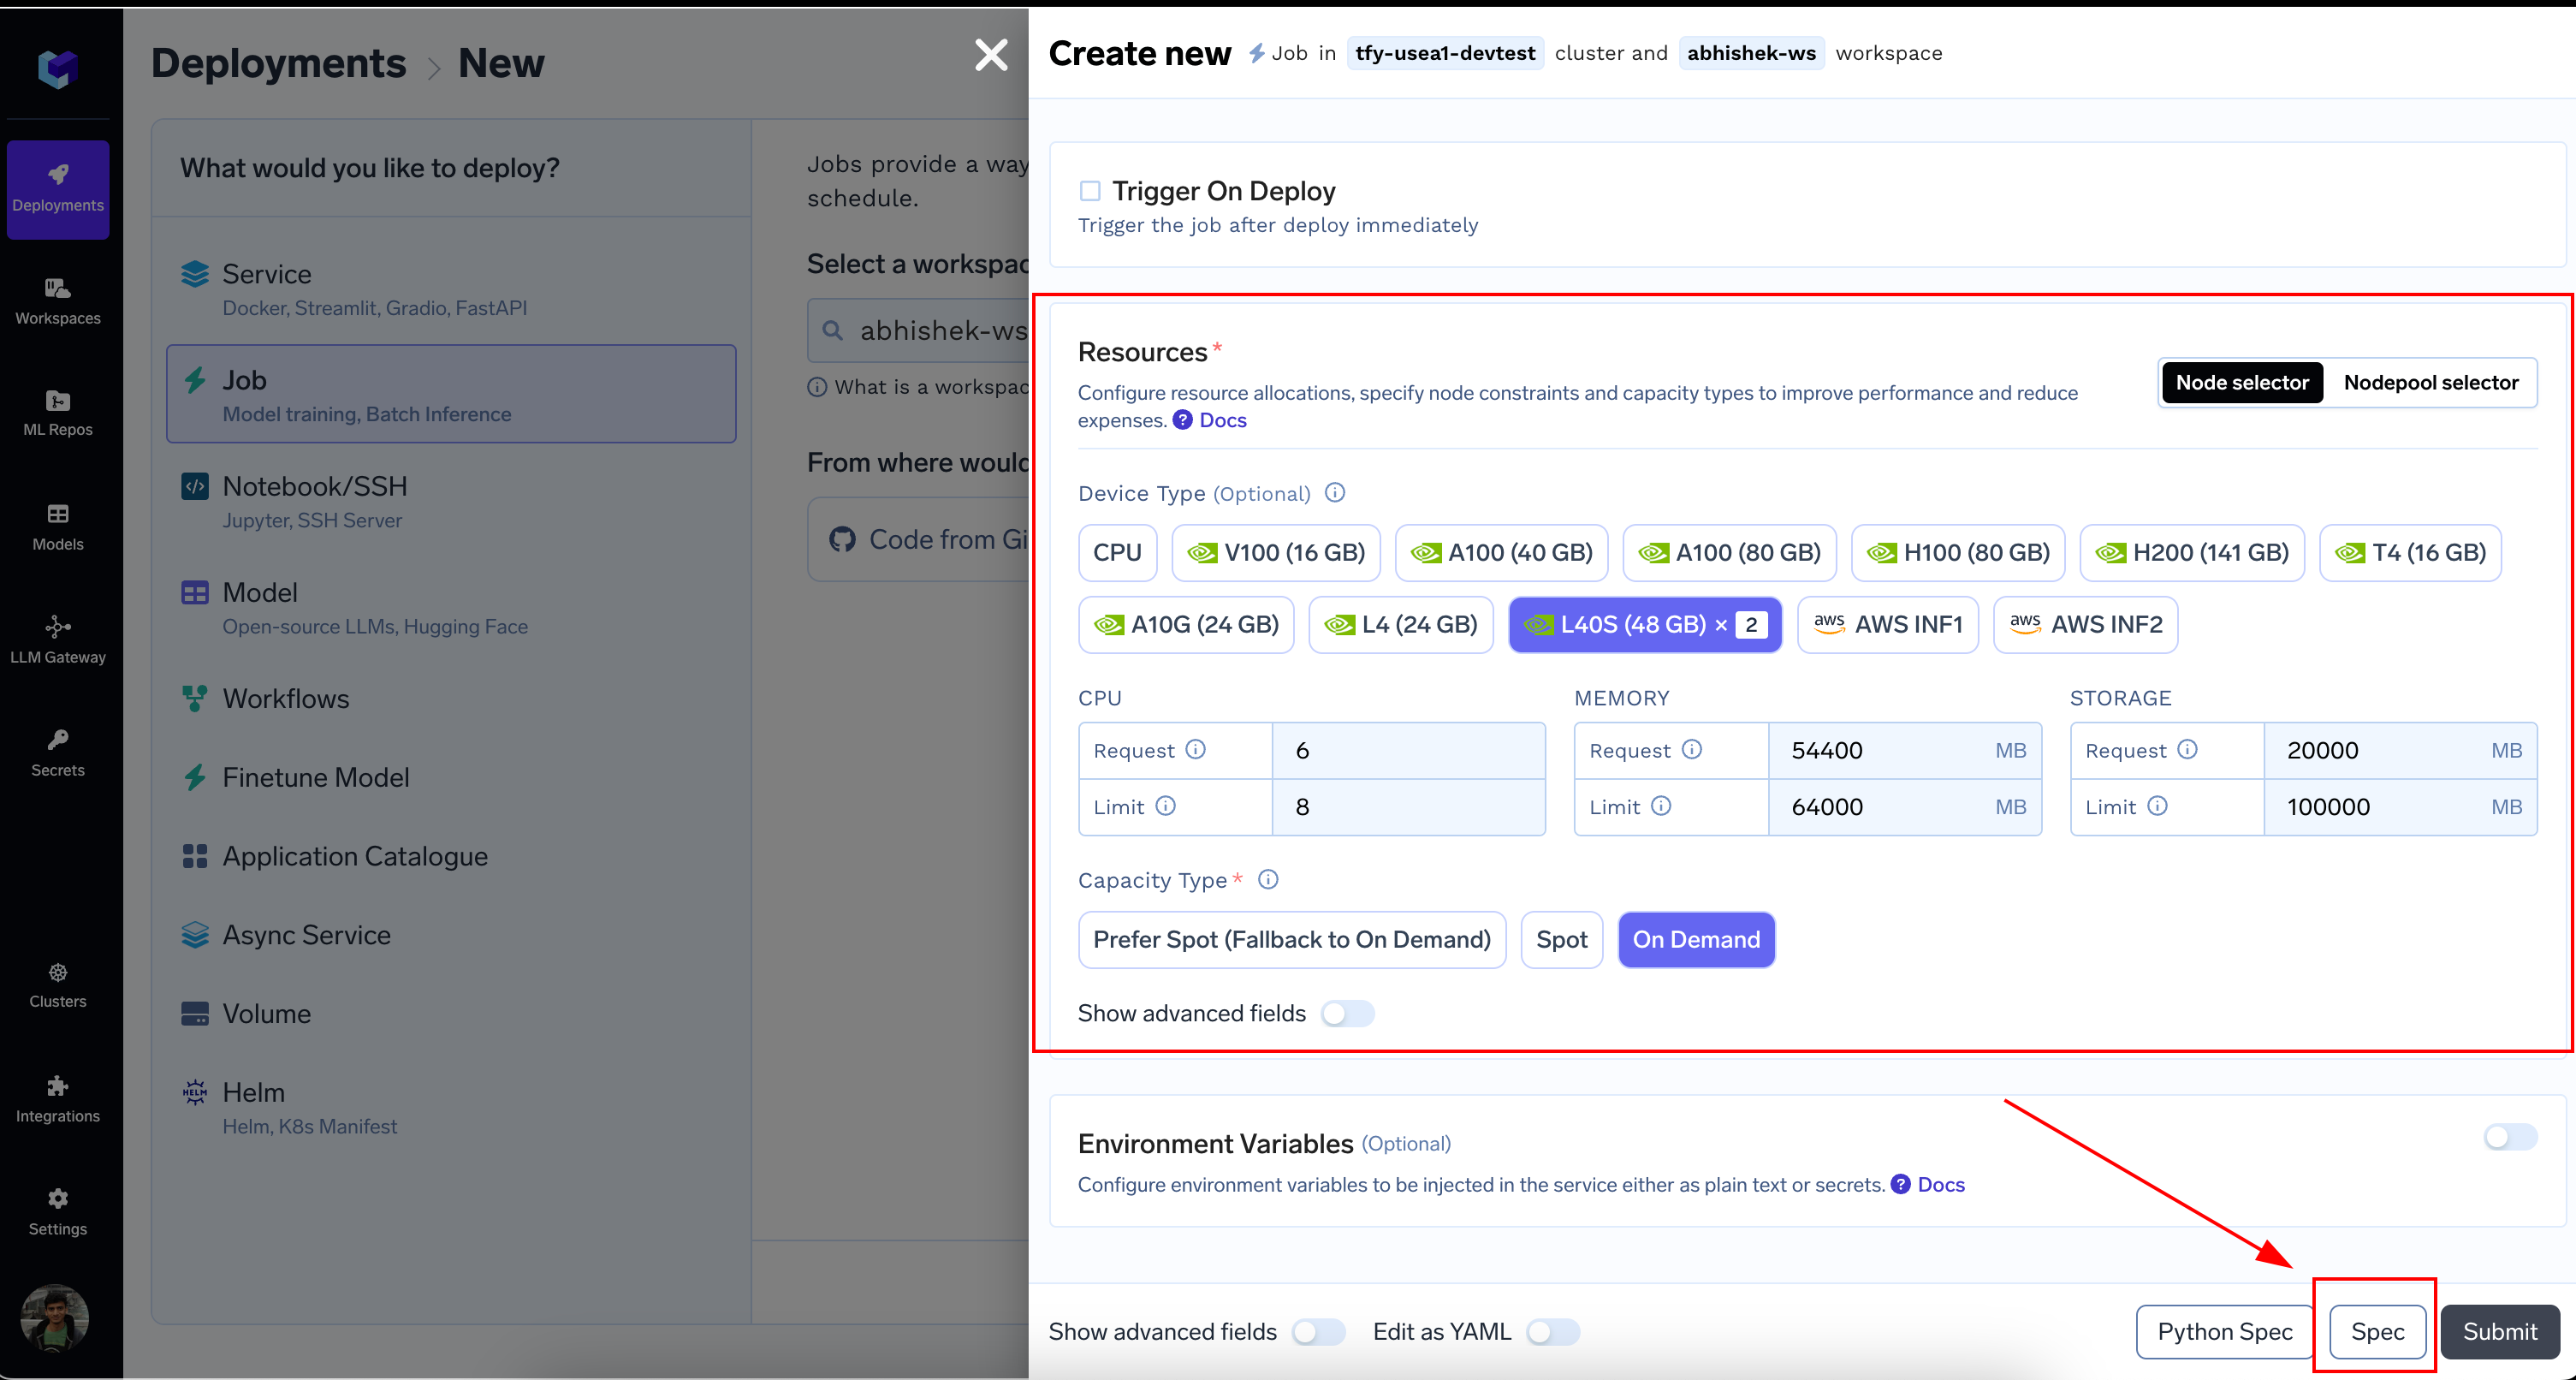 Deployments
Workspaces
ML Repos
Models
LLM Gateway
Secrets
Clusters
Integrations
Settings
Deployments > New
What would you like to deploy?
Service
Docker, Streamlit, Gradio, FastAPI
Job
Model training, Batch Inference
Notebook/SSH
Jupyter, SSH Server
Model
Open-source LLMs, Hugging Face
Workflows
Finetune Model
Application Catalogue
Async Service
Volume
HELM
Helm
Helm, K8s Manifest
Jobs provide a way
schedule.
Select a workspac
abhishek-ws
What is a workspac
From where would
Code from Gi
Create new Job in tfy-usea1-devtest cluster and abhishek-ws workspace
Trigger On Deploy
Trigger the job after deploy immediately
Resources*
Configure resource allocations, specify node constraints and capacity types to improve performance and reduce
expenses. ? Docs
Node selector Nodepool selector
Device Type (Optional)
CPU V100 (16 GB) A100 (40 GB) A100 (80 GB) H100 (80 GB) H200 (141 GB) T4 (16 GB)
A10G (24 GB) L4 (24 GB) L40S (48 GB) × 2 aws AWS INF1 aws AWS INF2
CPU MEMORY STORAGE
Request 6 Request 54400 MB Request 20000 MB
Limit 8 Limit 64000 MB Limit 100000 MB
Capacity Type*
Prefer Spot (Fallback to On Demand) Spot On Demand
Show advanced fields
Environment Variables (Optional)
Configure environment variables to be injected in the service either as plain text or secrets. ? Docs
Show advanced fields Edit as YAML Python Spec Spec Submit